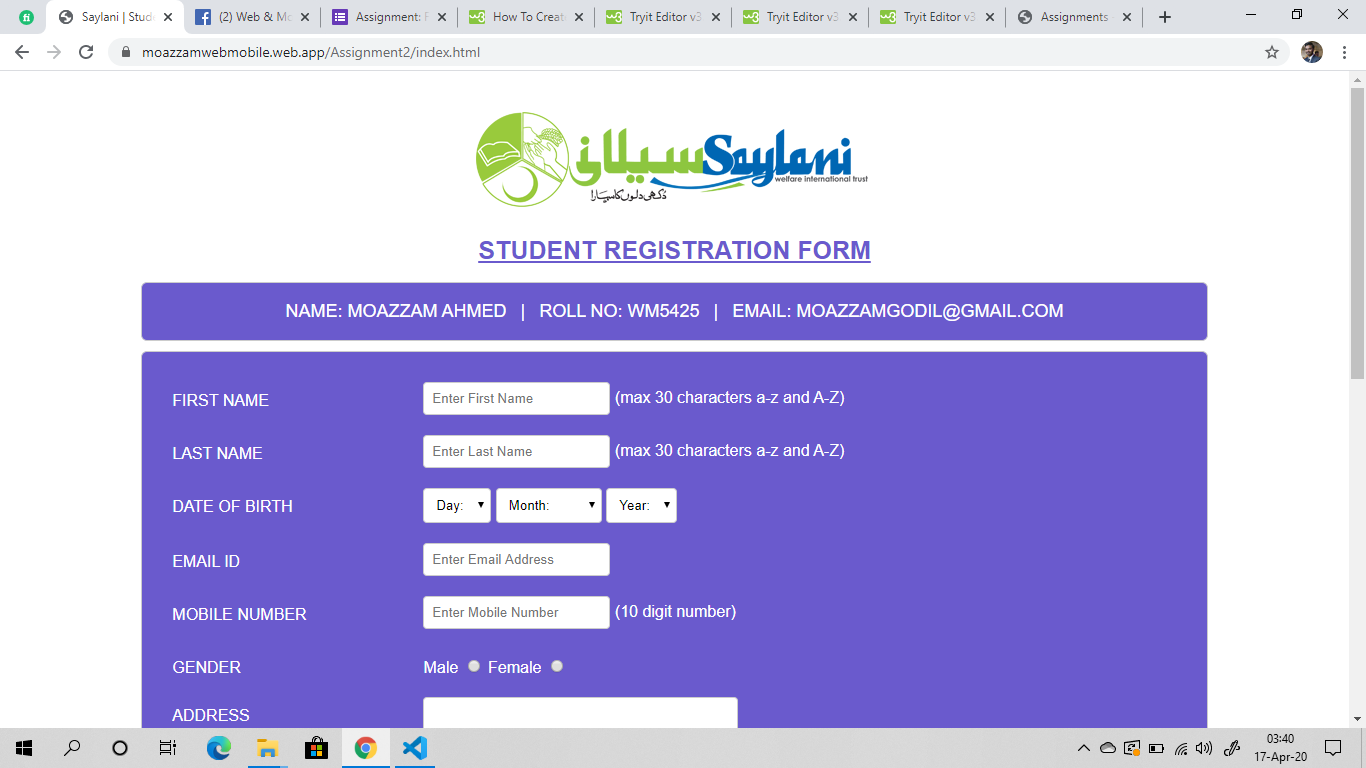 Saylani | Stud
(2) Web & Mo
Assignment: F
How To Create
Tryit Editor v3
Tryit Editor v3
Tryit Editor v3
Assignments
moazzamwebmobile.web.app/Assignment2/index.html
سیلانی Saylani
welfare international trust
دُکھی دلوں کا سہارا
STUDENT REGISTRATION FORM
NAME: MOAZZAM AHMED | ROLL NO: WM5425 | EMAIL: MOAZZAMGODIL@GMAIL.COM
FIRST NAME Enter First Name (max 30 characters a-z and A-Z)
LAST NAME Enter Last Name (max 30 characters a-z and A-Z)
DATE OF BIRTH Day: Month: Year:
EMAIL ID Enter Email Address
MOBILE NUMBER Enter Mobile Number (10 digit number)
GENDER Male Female
ADDRESS
03:40
17-Apr-20